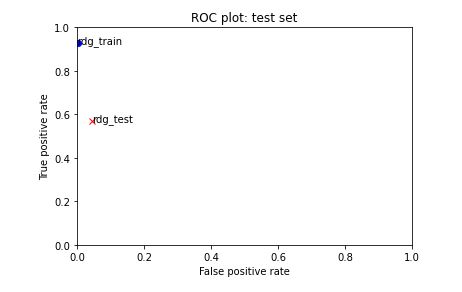 ROC plot: test set
1.0
rdg_train
0.8
0.6
rdg_test
0.4
0.2
0.0
True positive rate
0.0 0.2 0.4 0.6 0.8 1.0
False positive rate